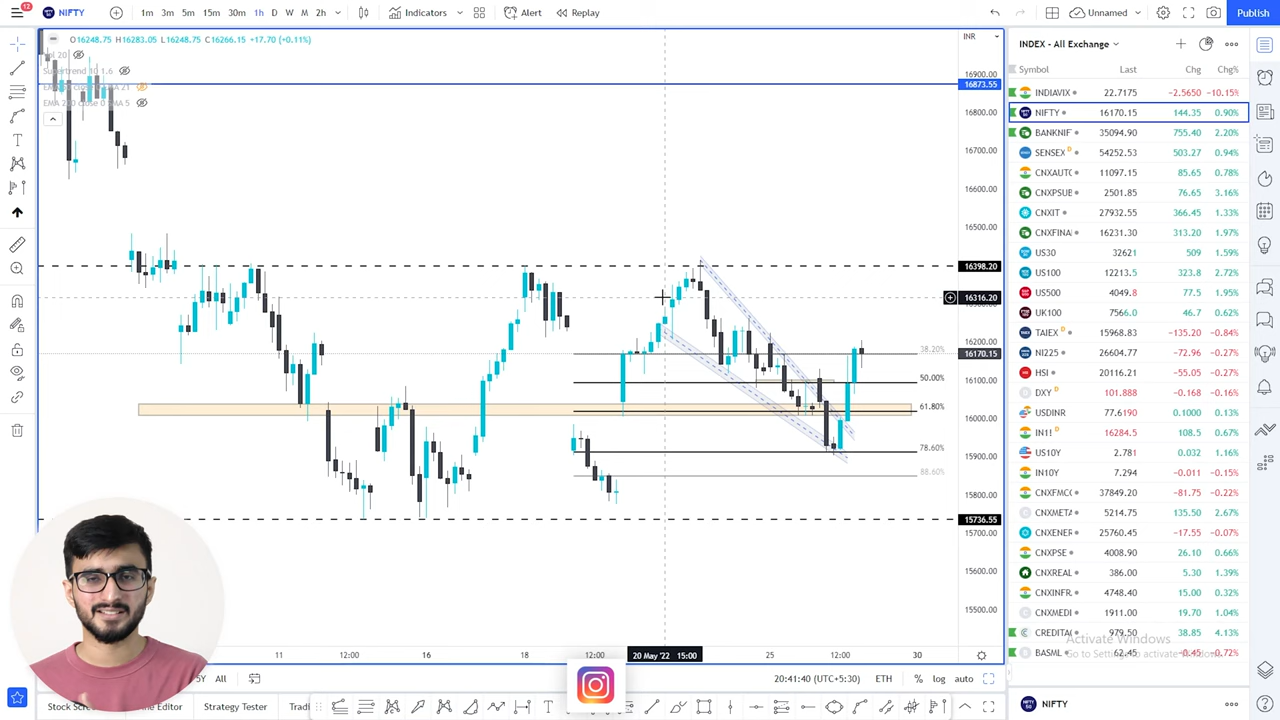 12 NIFTY 1m 3m 5m 15m 30m 1h D W M 2h Indicators Alert Replay Unnamed Publish
O16248.75 H16283.05 L16248.75 C16266.15 +17.70 (+0.11%)
INR
Vol 20
Supertrend 10 1.6
16900.00
16873.55
16800.00
16700.00
16600.00
16500.00
16398.20
16316.20
16200.00
16170.15
16100.00
16000.00
15900.00
15800.00
15736.55
15700.00
15600.00
15500.00
38.20%
50.00%
61.80%
78.60%
88.60%
11 12:00 16 18 12:00 20 May '22 15:00 25 12:00 30
5Y All 20:41:40 (UTC+5:30) ETH % log auto
Stock Editor Strategy Tester Tradi
INDEX - All Exchange
Symbol Last Chg Chg%
INDIAVIX 22.7175 −2.5650 −10.15%
NIFTY 16170.15 144.35 0.90%
BANKNIF 35094.90 755.40 2.20%
SENSEX D 54252.53 503.27 0.94%
CNXAUTO 11097.15 85.65 0.78%
CNXPSUB 2501.85 76.65 3.16%
CNXIT 27932.55 366.45 1.33%
CNXFINA 16231.30 313.20 1.97%
US30 32621 509 1.59%
US100 12213.5 323.8 2.72%
US500 4049.8 77.5 1.95%
UK100 7566.0 46.7 0.62%
TAIEX D 15968.83 −135.20 −0.84%
NI225 26604.77 −72.96 −0.27%
HSI 20116.21 −55.05 −0.27%
DXY D 101.888 −0.168 −0.16%
USDINR 77.6190 0.1000 0.13%
IN1! D 16284.5 108.5 0.67%
US10Y 2.781 0.032 1.16%
IN10Y 7.294 −0.011 −0.15%
CNXFMC 37849.20 −81.75 −0.22%
CNXMETA 5214.75 135.50 2.67%
CNXENER 25760.45 −17.55 −0.07%
CNXPSE 4008.90 26.10 0.66%
CNXREAL 386.00 5.30 1.39%
CNXINFR 4748.40 15.00 0.32%
CNXMEDI 1911.00 19.70 1.04%
CREDITA 979.50 38.85 4.13%
Activate Windows
BASML 62.45 −0.45 −0.72%
Go to Settings to activate Windows.
NIFTY